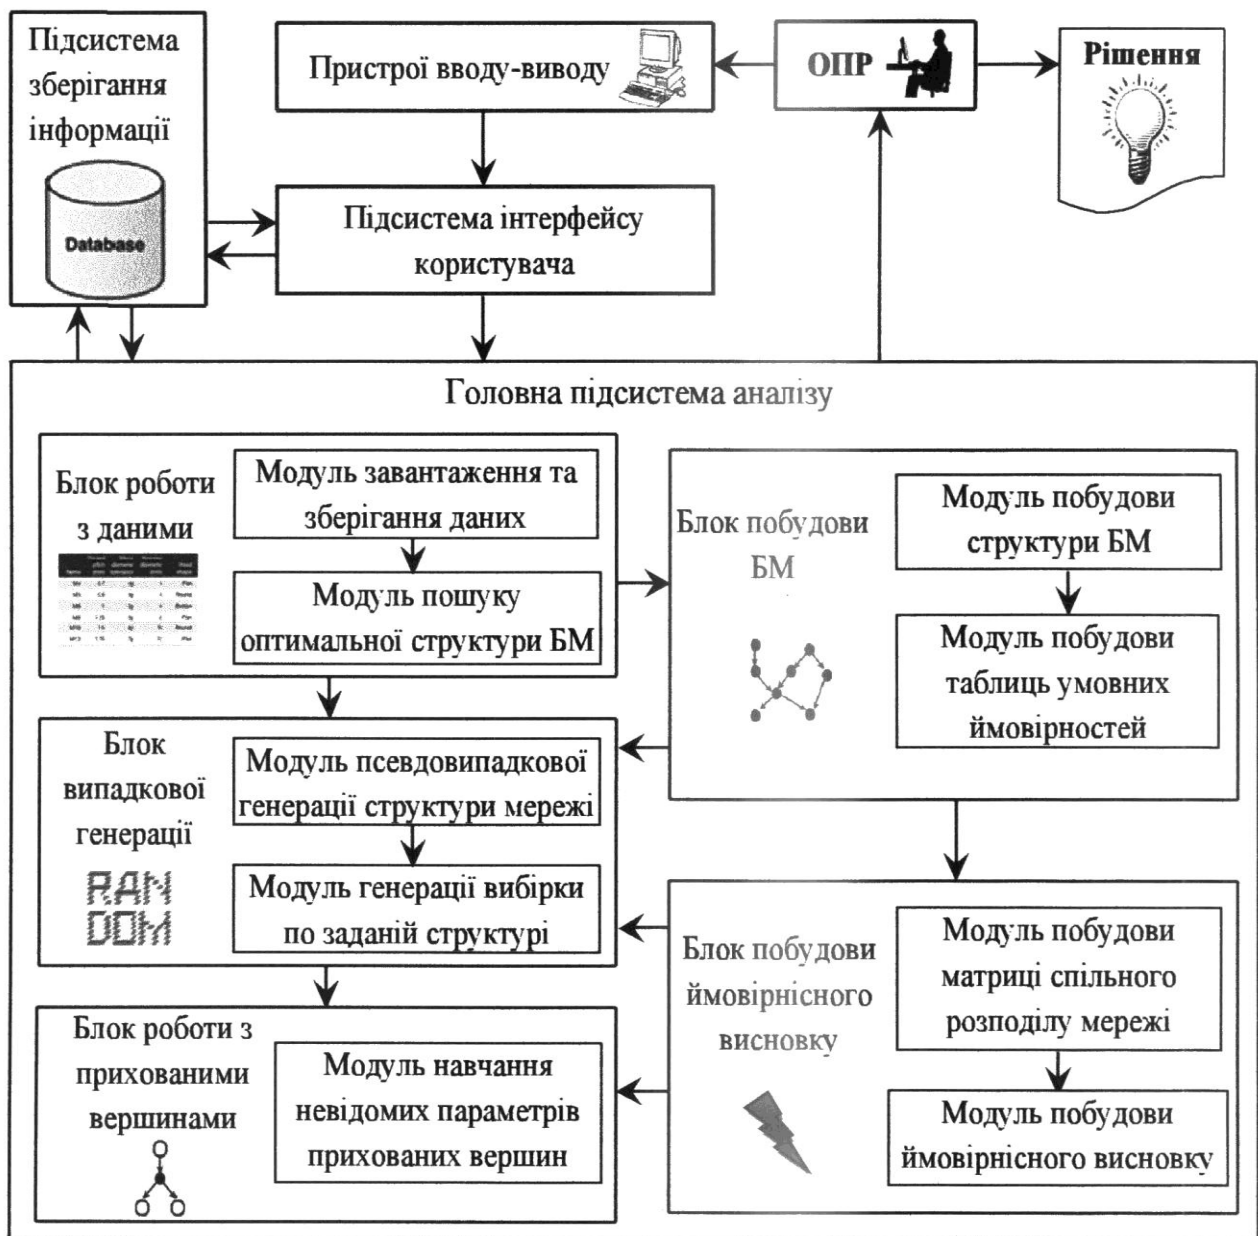 Підсистема
зберігання
інформації
Database
Пристрої вводу-виводу
ОПР
Рішення
Підсистема інтерфейсу
користувача
Головна підсистема аналізу
Блок роботи
з даними
Модуль завантаження та
зберігання даних
Модуль пошуку
оптимальної структури БМ
Блок побудови
БМ
Модуль побудови
структури БМ
Модуль побудови
таблиць умовних
ймовірностей
Блок
випадкової
генерації
RAN
DOM
Модуль псевдовипадкової
генерації структури мережі
Модуль генерації вибірки
по заданій структурі
Блок побудови
ймовірнісного
висновку
Модуль побудови
матриці спільного
розподілу мережі
Модуль побудови
ймовірнісного висновку
Блок роботи з
прихованими
вершинами
Модуль навчання
невідомих параметрів
прихованих вершин